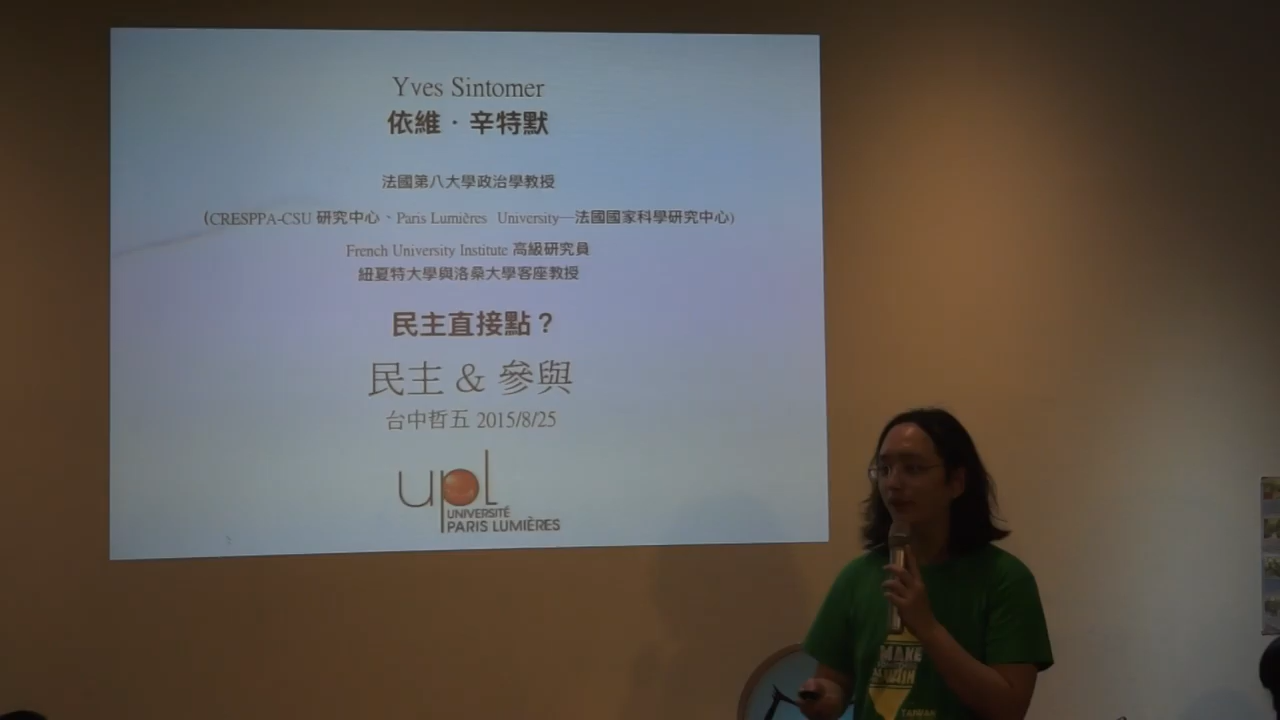 Yves Sintomer
依維·辛特默
法國第八大學政治學教授
(CRESPPA-CSU 研究中心、Paris Lumières University—法國國家科學研究中心)
French University Institute 高級研究員
紐夏特大學與洛桑大學客座教授
民主直接點？
民主 & 參與
台中哲五 2015/8/25
upl
UNIVERSITÉ
PARIS LUMIÈRES
MAKE
TAIWAN